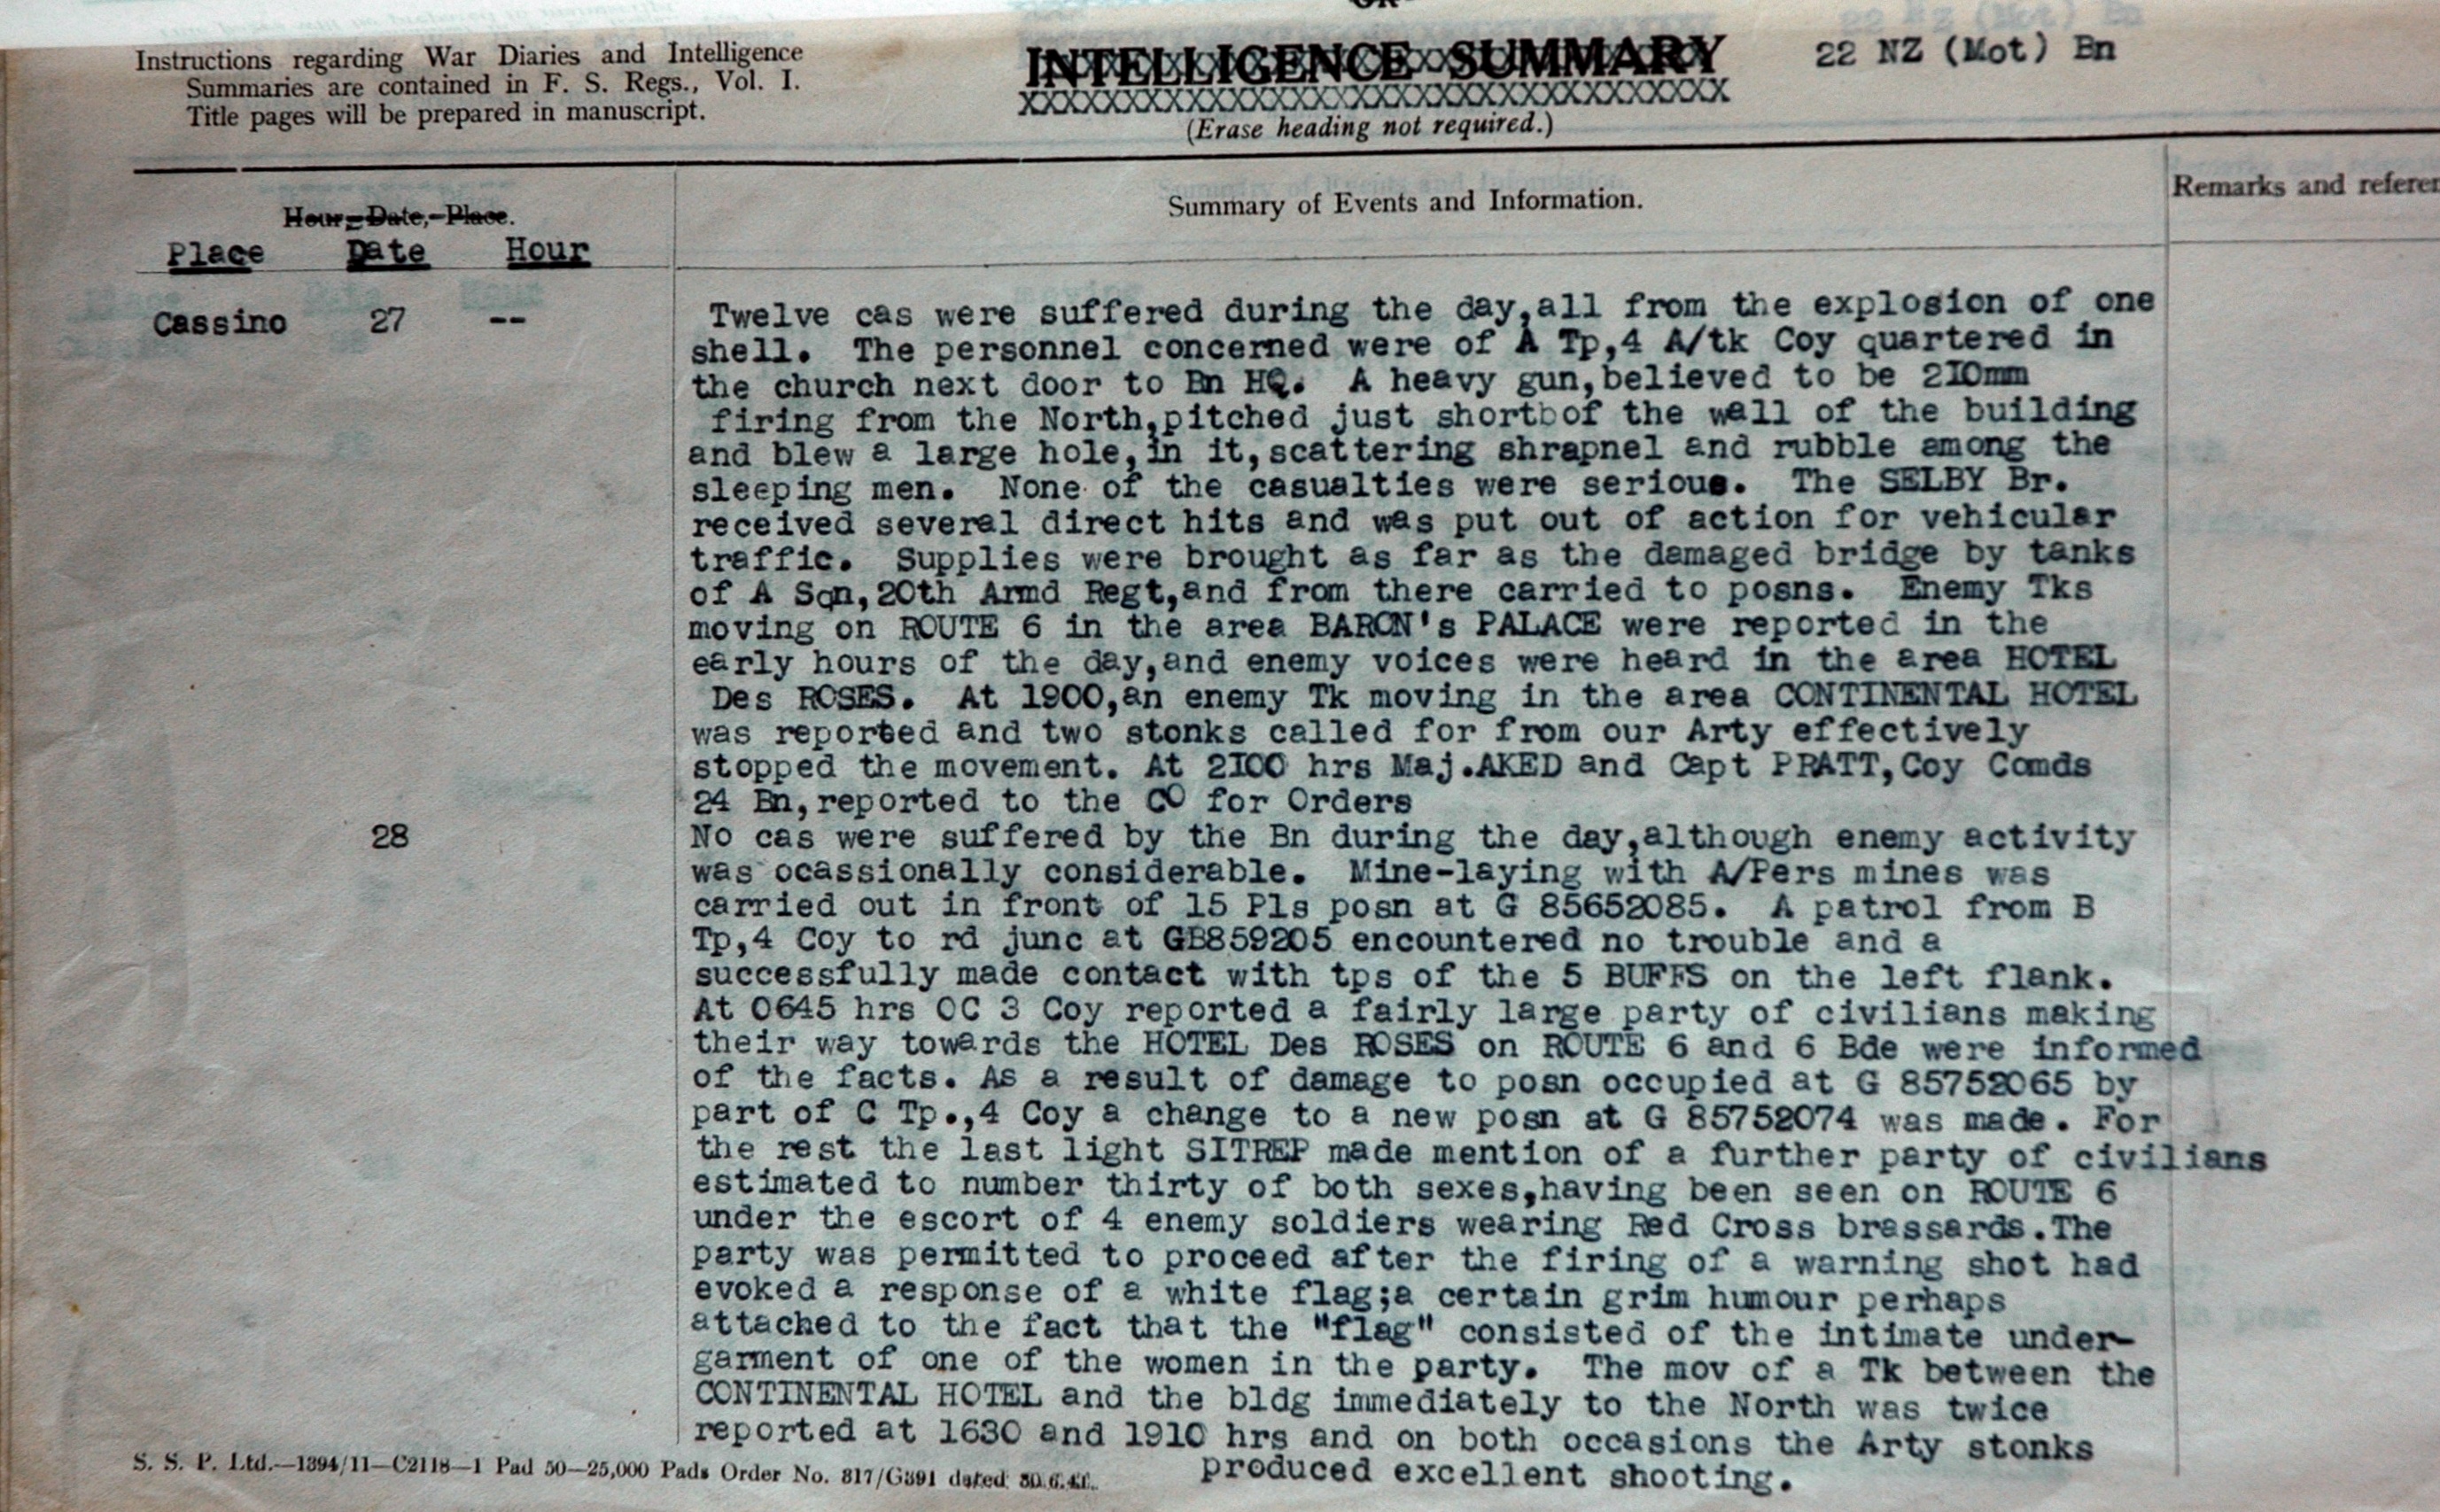 Instructions regarding War Diaries and Intelligence
Summaries are contained in F. S. Regs., Vol. I.
Title pages will be prepared in manuscript.
INTELLIGENCE SUMMARY
XXXXXXXXXXXXXXXXXXXXXXXXXXXXXXXXXXX
(Erase heading not required.)
22 NZ (Mot) Bn
Hour, Date, Place.
Summary of Events and Information.
Remarks and referen
Place Date Hour
Cassino 27 --
Twelve cas were suffered during the day,all from the explosion of one
shell. The personnel concerned were of A Tp,4 A/tk Coy quartered in
the church next door to Bn HQ. A heavy gun,believed to be 2I0mm
firing from the North,pitched just shortbof the wall of the building
and blew a large hole,in it,scattering shrapnel and rubble among the
sleeping men. None of the casualties were serious. The SELBY Br.
received several direct hits and was put out of action for vehicular
traffic. Supplies were brought as far as the damaged bridge by tanks
of A Sqn,20th Armd Regt,and from there carried to posns. Enemy Tks
moving on ROUTE 6 in the area BARON's PALACE were reported in the
early hours of the day,and enemy voices were heard in the area HOTEL
Des ROSES. At 1900,an enemy Tk moving in the area CONTINENTAL HOTEL
was reported and two stonks called for from our Arty effectively
stopped the movement. At 2I00 hrs Maj.AKED and Capt PRATT,Coy Comds
24 Bn,reported to the CO for Orders
28
No cas were suffered by the Bn during the day,although enemy activity
was ocassionally considerable. Mine-laying with A/Pers mines was
carried out in front of 15 Pls posn at G 85652085. A patrol from B
Tp,4 Coy to rd junc at GB859205 encountered no trouble and a
successfully made contact with tps of the 5 BUFFS on the left flank.
At 0645 hrs OC 3 Coy reported a fairly large party of civilians making
their way towards the HOTEL Des ROSES on ROUTE 6 and 6 Bde were informed
of the facts. As a result of damage to posn occupied at G 85752065 by
part of C Tp.,4 Coy a change to a new posn at G 85752074 was made. For
the rest the last light SITREP made mention of a further party of civilians
estimated to number thirty of both sexes,having been seen on ROUTE 6
under the escort of 4 enemy soldiers wearing Red Cross brassards.The
party was permitted to proceed after the firing of a warning shot had
evoked a response of a white flag;a certain grim humour perhaps
attached to the fact that the "flag" consisted of the intimate under-
garment of one of the women in the party. The mov of a Tk between the
CONTINENTAL HOTEL and the bldg immediately to the North was twice
reported at 1630 and 1910 hrs and on both occasions the Arty stonks
produced excellent shooting.
S. S. P. Ltd.—1394/11—C2118—1 Pad 50—25,000 Pads Order No. 817/G391 dated